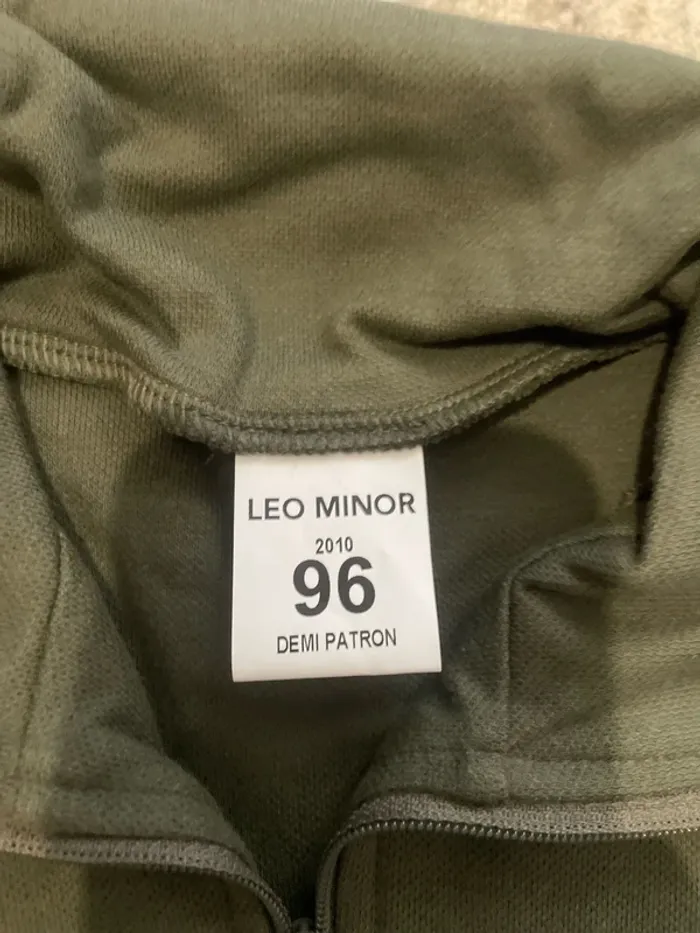 LEO MINOR
2010
96
DEMI PATRON